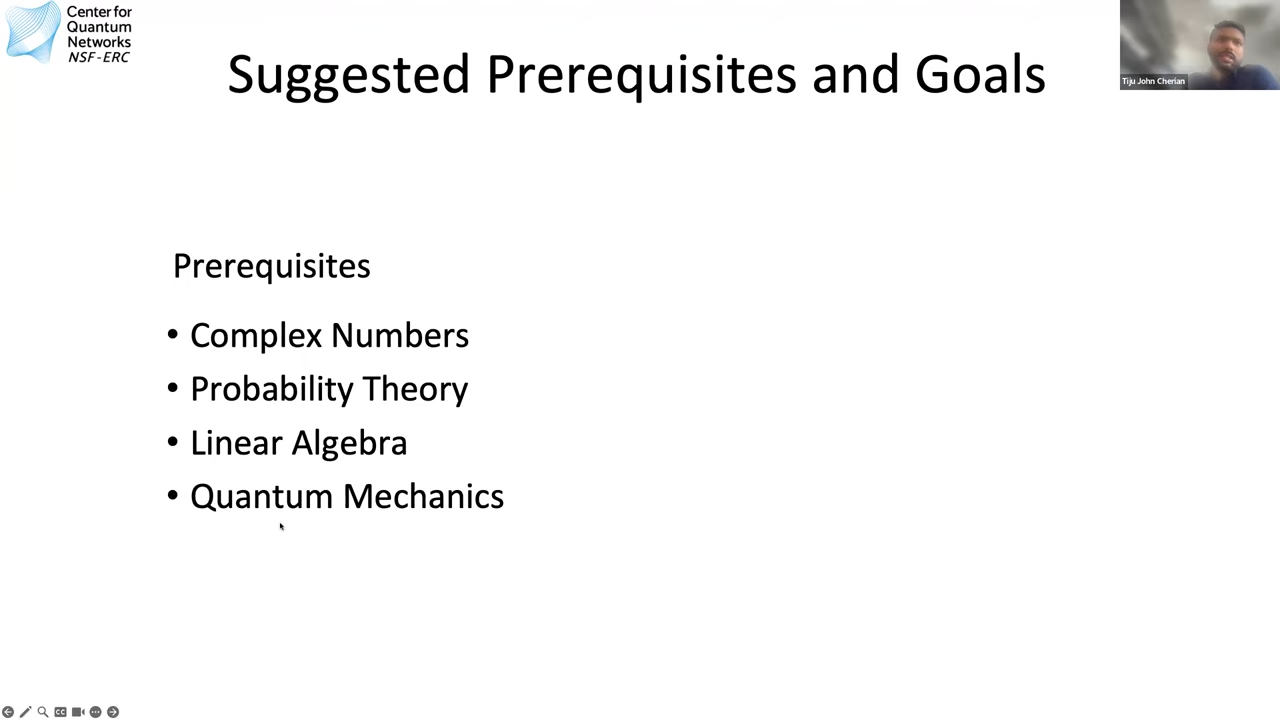 Center for
Quantum
Networks
NSF-ERC
Suggested Prerequisites and Goals
Tiju John Cherian
Prerequisites
• Complex Numbers
• Probability Theory
• Linear Algebra
• Quantum Mechanics
CC